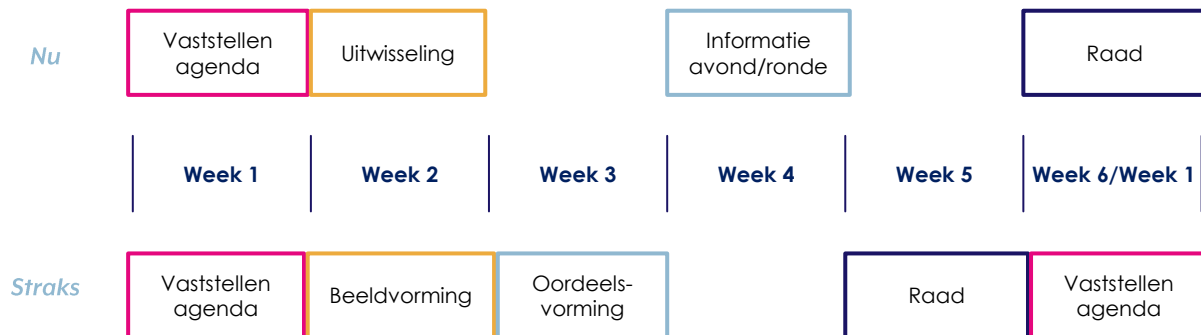 Nu
Vaststellen
agenda
Uitwisseling
Informatie
avond/ronde
Raad
Week 1
Week 2
Week 3
Week 4
Week 5
Week 6/Week 1
Straks
Vaststellen
agenda
Beeldvorming
Oordeels-
vorming
Raad
Vaststellen
agenda